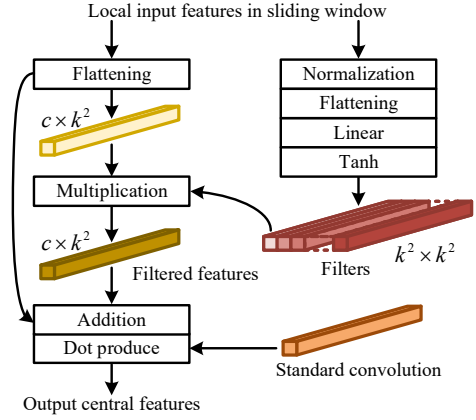 Local input features in sliding window
Flattening
Normalization
Flattening
Linear
Tanh
c × k²
Multiplication
c × k²
Filtered features
Filters
k² × k²
Addition
Dot produce
Standard convolution
Output central features